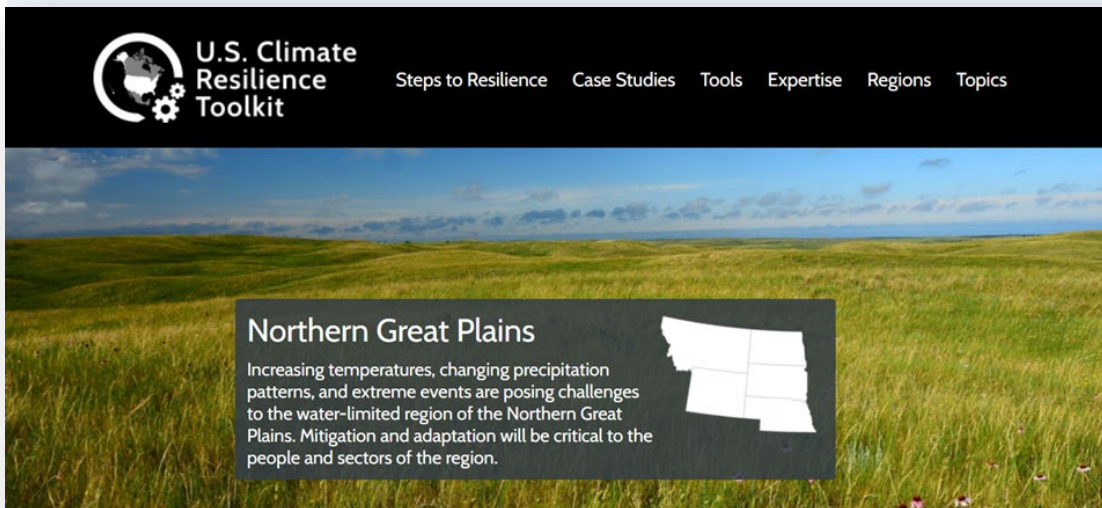 U.S. Climate
Resilience
Toolkit
Steps to Resilience Case Studies Tools Expertise Regions Topics
Northern Great Plains
Increasing temperatures, changing precipitation
patterns, and extreme events are posing challenges
to the water-limited region of the Northern Great
Plains. Mitigation and adaptation will be critical to the
people and sectors of the region.